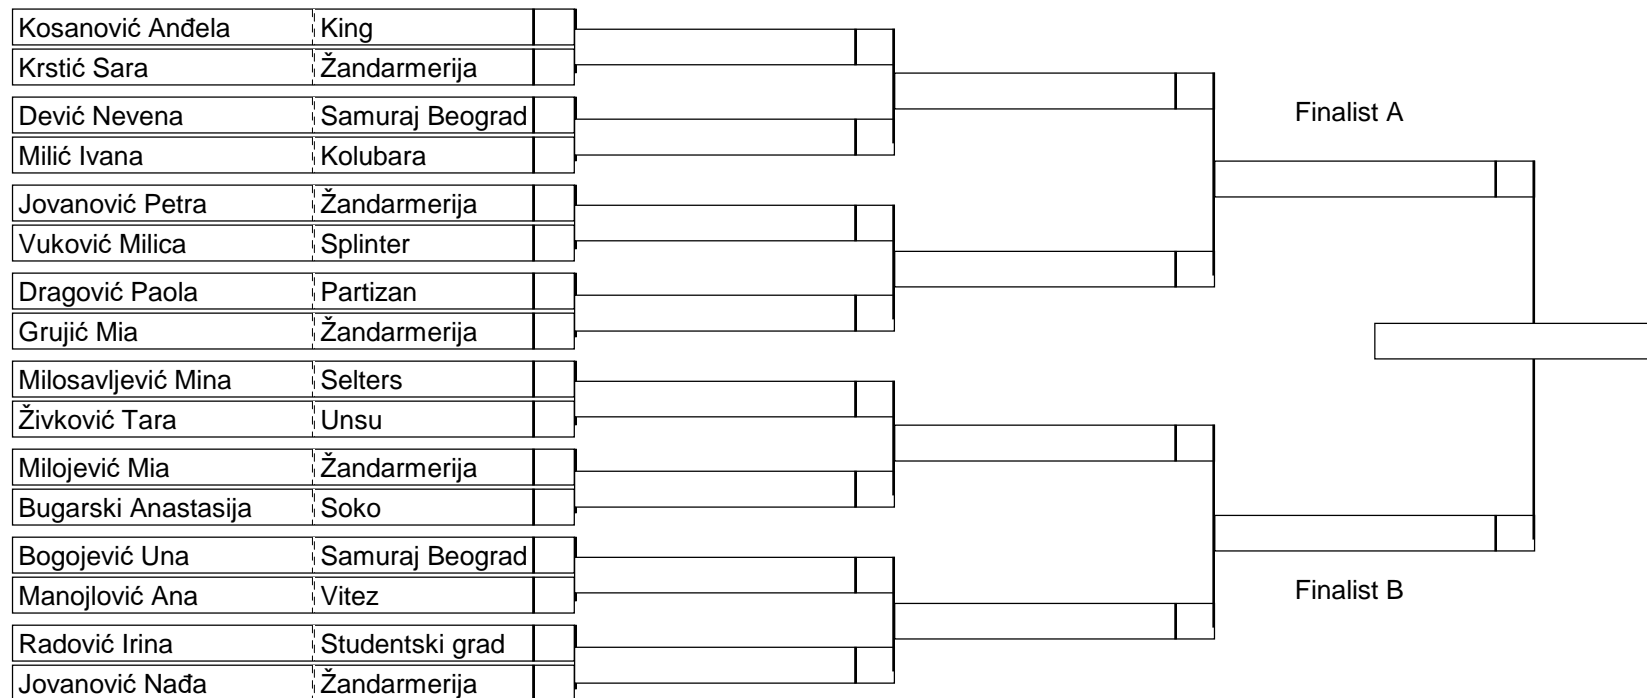 Kosanović Anđela King
Krstić Sara Žandarmerija
Finalist A
Dević Nevena Samuraj Beograd
Milić Ivana Kolubara
Jovanović Petra Žandarmerija
Vuković Milica Splinter
Dragović Paola Partizan
Grujić Mia Žandarmerija
Milosavljević Mina Selters
Živković Tara Unsu
Milojević Mia Žandarmerija
Bugarski Anastasija Soko
Bogojević Una Samuraj Beograd
Manojlović Ana Vitez
Finalist B
Radović Irina Studentski grad
Jovanović Nađa Žandarmerija